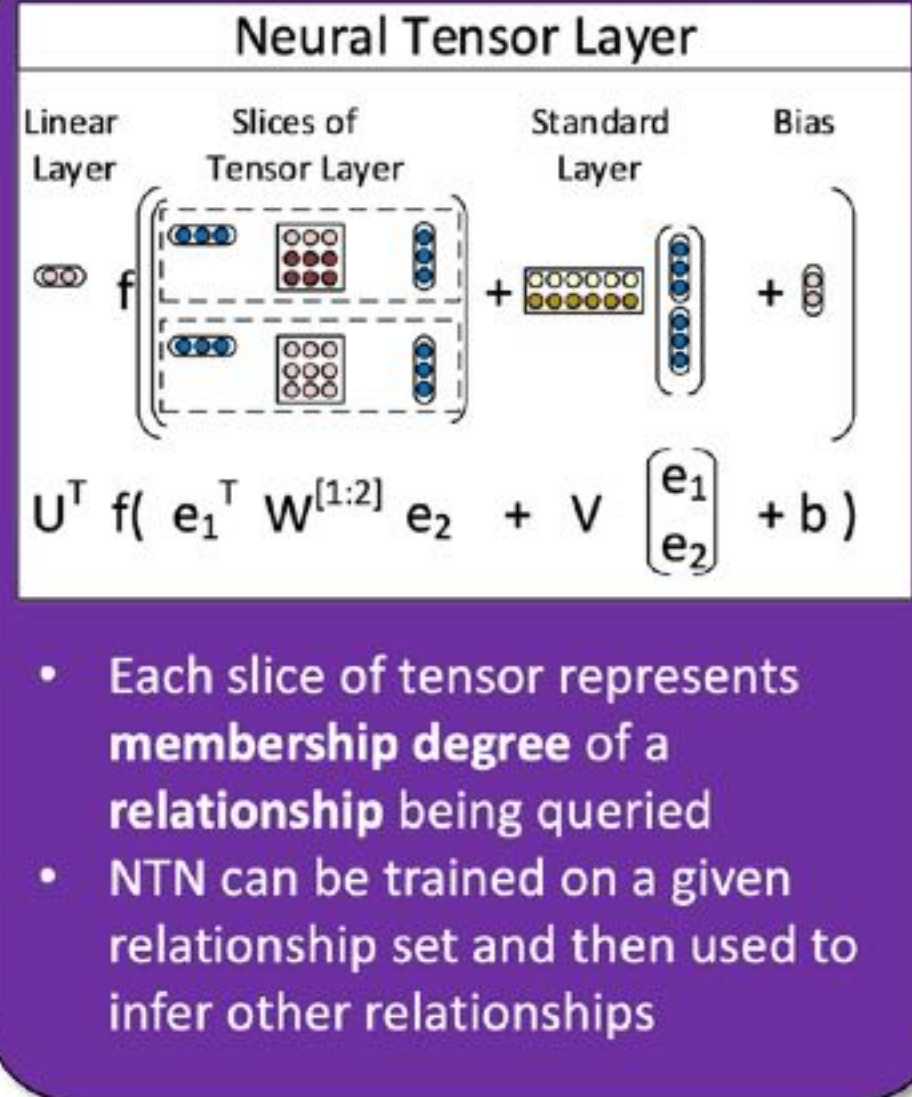 Neural Tensor Layer
Linear Layer
Slices of Tensor Layer
Standard Layer
Bias
f
+
+
Uᵀ f( e₁ᵀ W^[1:2] e₂ + V [e₁ e₂] + b )
• Each slice of tensor represents
membership degree of a
relationship being queried
• NTN can be trained on a given
relationship set and then used to
infer other relationships